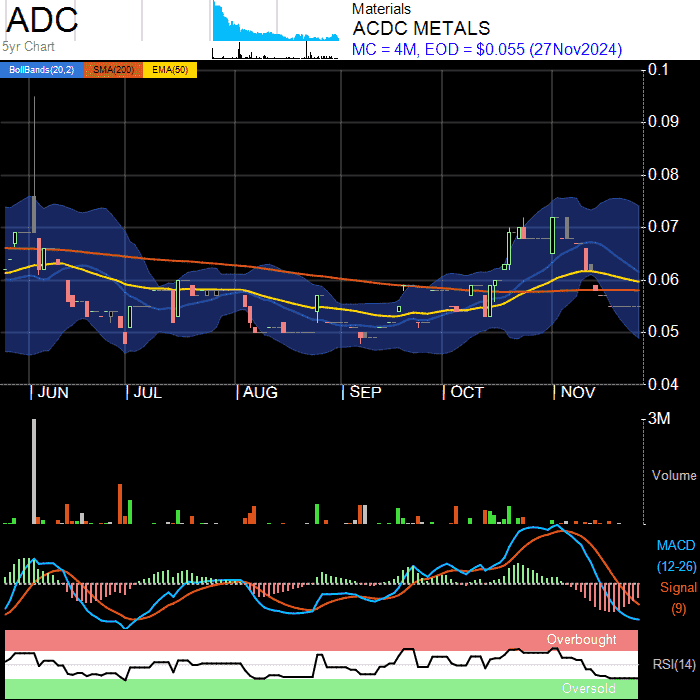 ADC
5yr Chart
Materials
ACDC METALS
MC = 4M, EOD = $0.055 (27Nov2024)
BollBands(20,2) SMA(200) EMA(50)
0.1
0.09
0.08
0.07
0.06
0.05
0.04
JUN JUL AUG SEP OCT NOV
3M
Volume
MACD
(12-26)
Signal
(9)
Overbought
RSI(14)
Oversold